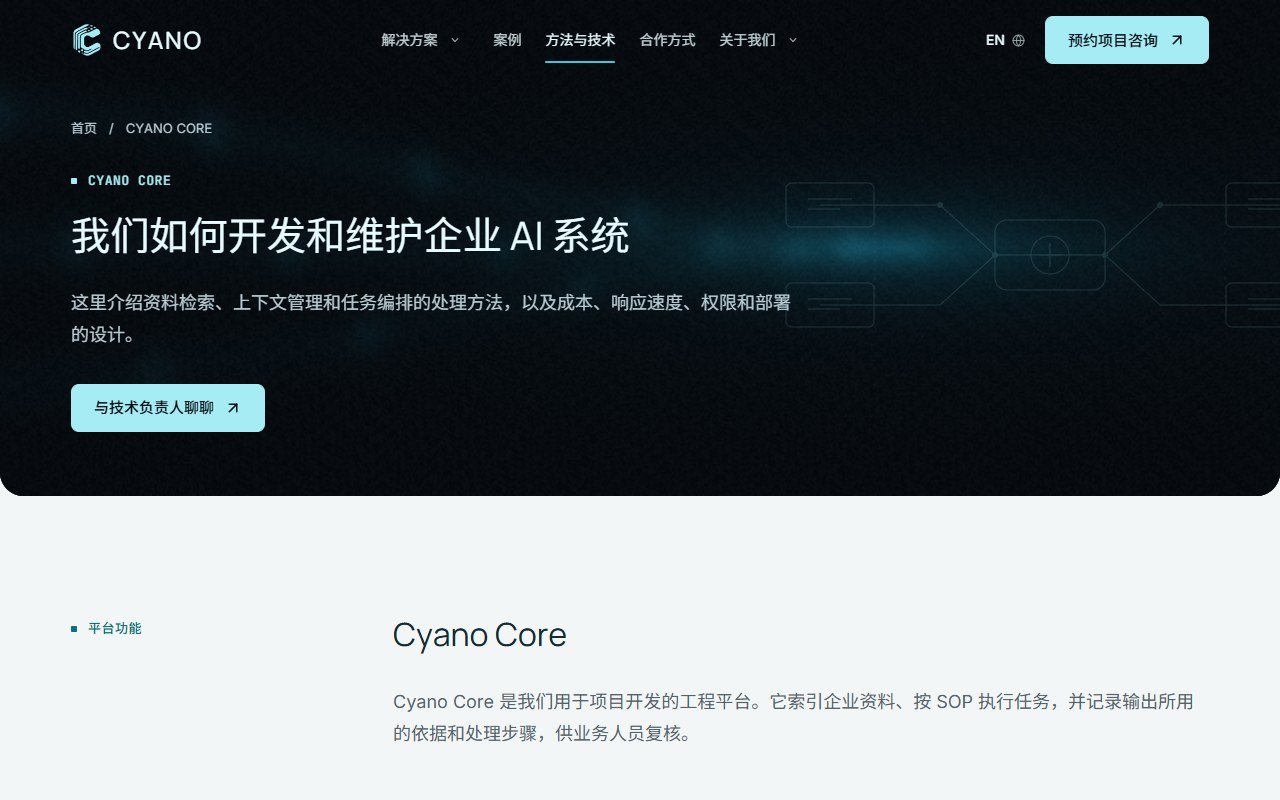 CYANO
解决方案
案例
方法与技术
合作方式
关于我们
EN
预约项目咨询
首页 / CYANO CORE
CYANO CORE
我们如何开发和维护企业 AI 系统
这里介绍资料检索、上下文管理和任务编排的处理方法，以及成本、响应速度、权限和部署
的设计。
与技术负责人聊聊
平台功能
Cyano Core
Cyano Core 是我们用于项目开发的工程平台。它索引企业资料、按 SOP 执行任务，并记录输出所用
的依据和处理步骤，供业务人员复核。